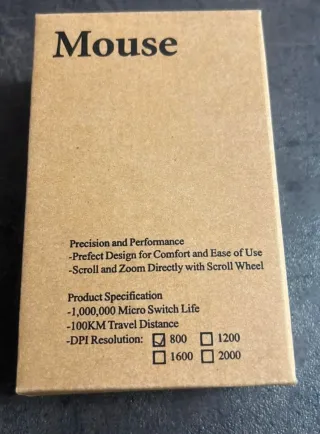 Mouse
Precision and Performance
-Prefect Design for Comfort and Ease of Use
-Scroll and Zoom Directly with Scroll Wheel
Product Specification
-1,000,000 Micro Switch Life
-100KM Travel Distance
-DPI Resolution: ☑ 800 ☐ 1200
☐ 1600 ☐ 2000